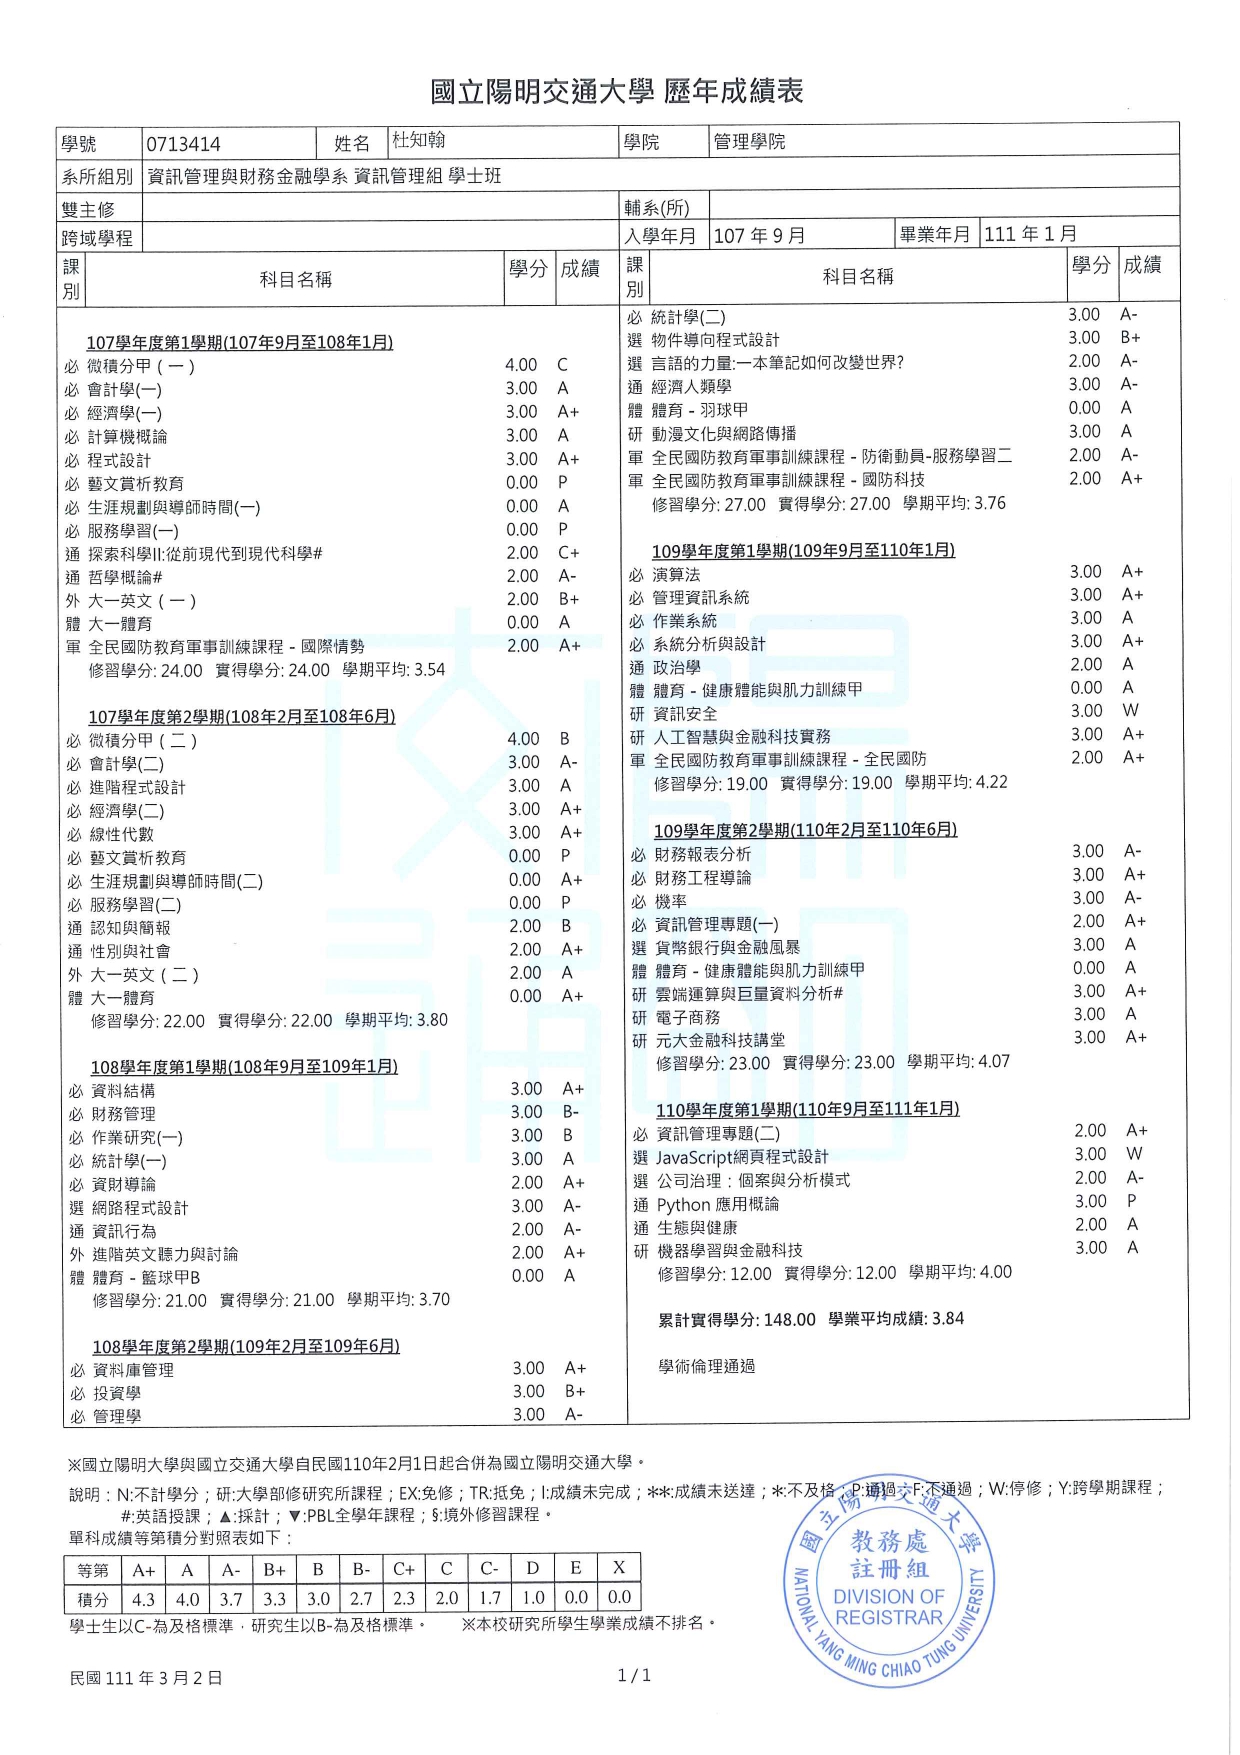 國立陽明交通大學 歷年成績表
學號 0713414 姓名 杜知翰 學院 管理學院
系所組別 資訊管理與財務金融學系 資訊管理組 學士班
雙主修 輔系(所)
跨域學程 入學年月 107 年 9 月 畢業年月 111 年 1 月
課別 科目名稱 學分 成績 課別 科目名稱 學分 成績
107學年度第1學期(107年9月至108年1月)
必 微積分甲（一） 4.00 C
必 會計學(一) 3.00 A
必 經濟學(一) 3.00 A+
必 計算機概論 3.00 A
必 程式設計 3.00 A+
必 藝文賞析教育 0.00 P
必 生涯規劃與導師時間(一) 0.00 A
必 服務學習(一) 0.00 P
通 探索科學II:從前現代到現代科學# 2.00 C+
通 哲學概論# 2.00 A-
外 大一英文（一） 2.00 B+
體 大一體育 0.00 A
軍 全民國防教育軍事訓練課程－國際情勢 2.00 A+
修習學分: 24.00 實得學分: 24.00 學期平均: 3.54
107學年度第2學期(108年2月至108年6月)
必 微積分甲（二） 4.00 B
必 會計學(二) 3.00 A-
必 進階程式設計 3.00 A
必 經濟學(二) 3.00 A+
必 線性代數 3.00 A+
必 藝文賞析教育 0.00 P
必 生涯規劃與導師時間(二) 0.00 A+
必 服務學習(二) 0.00 P
通 認知與簡報 2.00 B
通 性別與社會 2.00 A+
外 大一英文（二） 2.00 A
體 大一體育 0.00 A+
修習學分: 22.00 實得學分: 22.00 學期平均: 3.80
108學年度第1學期(108年9月至109年1月)
必 資料結構 3.00 A+
必 財務管理 3.00 B-
必 作業研究(一) 3.00 B
必 統計學(一) 3.00 A
必 資財導論 2.00 A+
選 網路程式設計 3.00 A-
通 資訊行為 2.00 A-
外 進階英文聽力與討論 2.00 A+
體 體育－籃球甲B 0.00 A
修習學分: 21.00 實得學分: 21.00 學期平均: 3.70
108學年度第2學期(109年2月至109年6月)
必 資料庫管理 3.00 A+
必 投資學 3.00 B+
必 管理學 3.00 A-
必 統計學(二) 3.00 A-
選 物件導向程式設計 3.00 B+
選 言語的力量:一本筆記如何改變世界? 2.00 A-
通 經濟人類學 3.00 A-
體 體育－羽球甲 0.00 A
研 動漫文化與網路傳播 3.00 A
軍 全民國防教育軍事訓練課程－防衛動員-服務學習二 2.00 A-
軍 全民國防教育軍事訓練課程－國防科技 2.00 A+
修習學分: 27.00 實得學分: 27.00 學期平均: 3.76
109學年度第1學期(109年9月至110年1月)
必 演算法 3.00 A+
必 管理資訊系統 3.00 A+
必 作業系統 3.00 A
必 系統分析與設計 3.00 A+
通 政治學 2.00 A
體 體育－健康體能與肌力訓練甲 0.00 A
研 資訊安全 3.00 W
研 人工智慧與金融科技實務 3.00 A+
軍 全民國防教育軍事訓練課程－全民國防 2.00 A+
修習學分: 19.00 實得學分: 19.00 學期平均: 4.22
109學年度第2學期(110年2月至110年6月)
必 財務報表分析 3.00 A-
必 財務工程導論 3.00 A+
必 機率 3.00 A-
必 資訊管理專題(一) 2.00 A+
選 貨幣銀行與金融風暴 3.00 A
體 體育－健康體能與肌力訓練甲 0.00 A
研 雲端運算與巨量資料分析# 3.00 A+
研 電子商務 3.00 A
研 元大金融科技講堂 3.00 A+
修習學分: 23.00 實得學分: 23.00 學期平均: 4.07
110學年度第1學期(110年9月至111年1月)
必 資訊管理專題(二) 2.00 A+
選 JavaScript網頁程式設計 3.00 W
選 公司治理：個案與分析模式 2.00 A-
通 Python 應用概論 3.00 P
通 生態與健康 2.00 A
研 機器學習與金融科技 3.00 A
修習學分: 12.00 實得學分: 12.00 學期平均: 4.00
累計實得學分: 148.00 學業平均成績: 3.84
學術倫理通過
※國立陽明大學與國立交通大學自民國110年2月1日起合併為國立陽明交通大學。
說明：N:不計學分；研:大學部修研究所課程；EX:免修；TR:抵免；I:成績未完成；**:成績未送達；*:不及格；P:通過；F:不通過；W:停修；Y:跨學期課程；
#:英語授課；▲:採計；▼:PBL全學年課程；§:境外修習課程。
單科成績等第積分對照表如下：
等第 A+ A A- B+ B B- C+ C C- D E X
積分 4.3 4.0 3.7 3.3 3.0 2.7 2.3 2.0 1.7 1.0 0.0 0.0
學士生以C-為及格標準，研究生以B-為及格標準。 ※本校研究所學生學業成績不排名。
國立陽明交通大學
教務處
註冊組
DIVISION OF
REGISTRAR
NATIONAL YANG MING CHIAO TUNG UNIVERSITY
民國 111 年 3 月 2 日
1 / 1